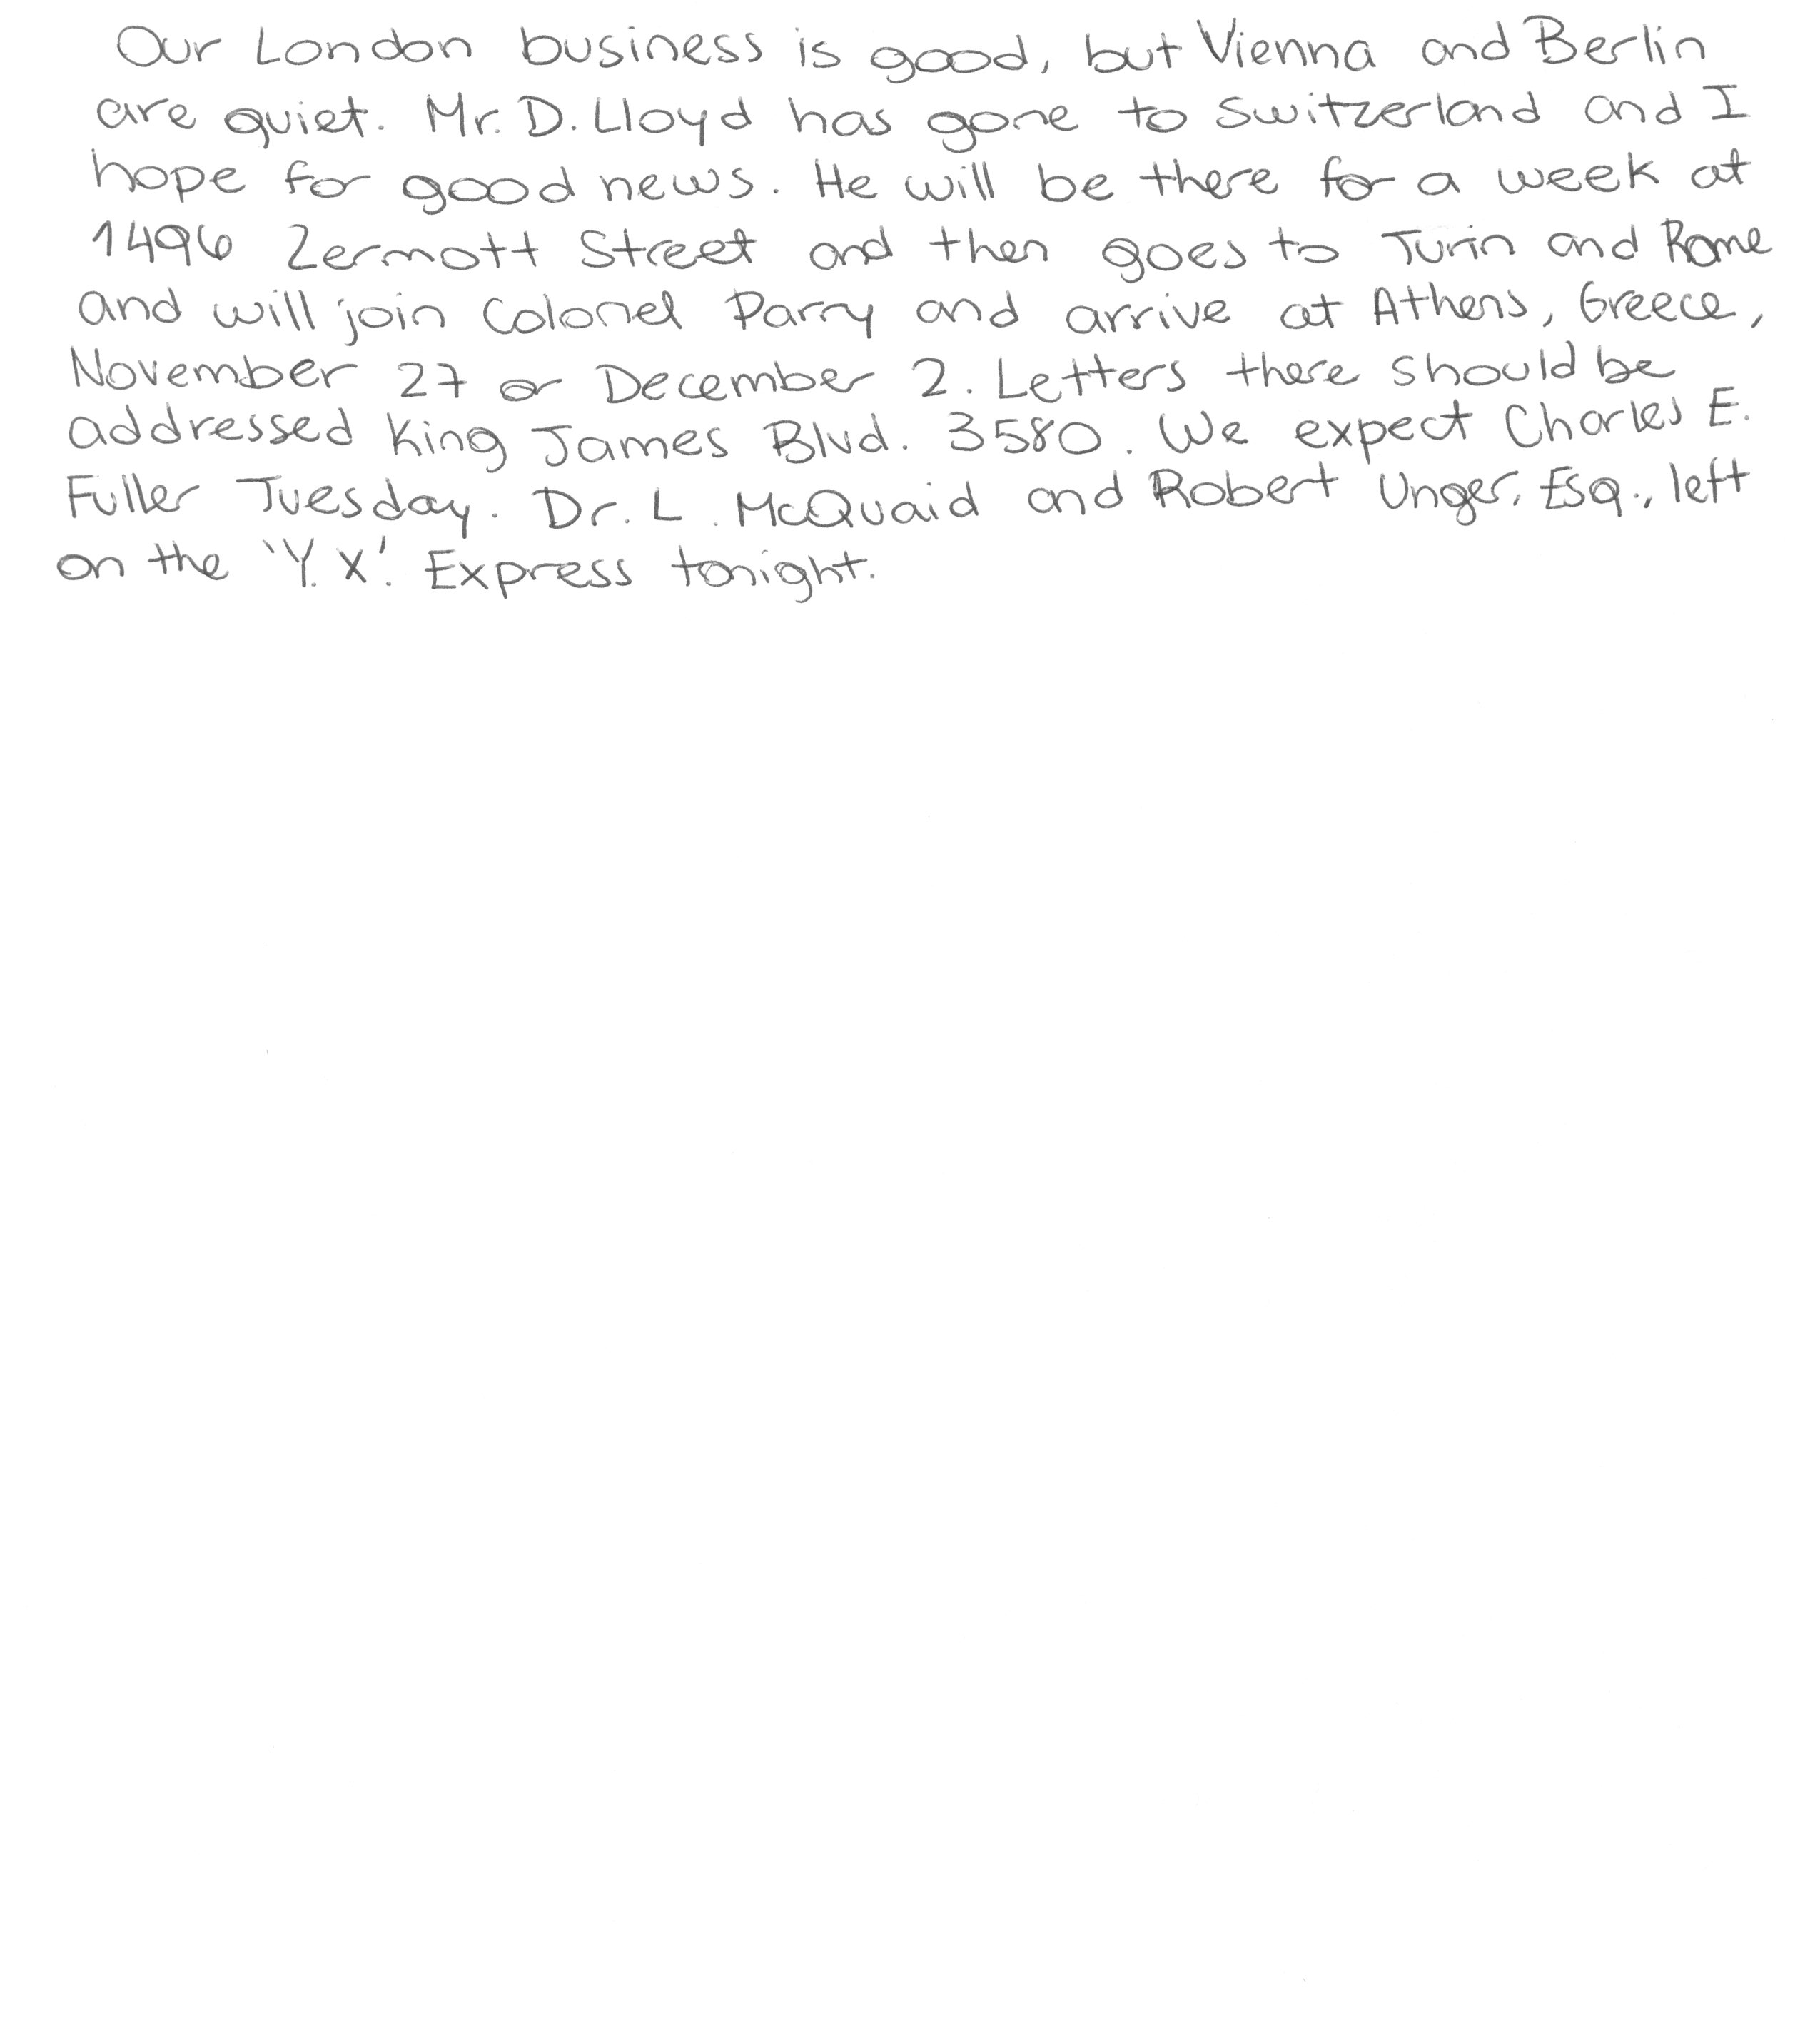 Our London business is good, but Vienna and Berlin
are quiet. Mr. D. Lloyd has gone to Switzerland and I
hope for good news. He will be there for a week at
1496 Zermott Street and then goes to Turin and Rome
and will join Colonel Parry and arrive at Athens, Greece,
November 27 or December 2. Letters there should be
addressed King James Blvd. 3580. We expect Charles E.
Fuller Tuesday. Dr. L. McQuaid and Robert Unger, Esq., left
on the 'Y. X'. Express tonight.